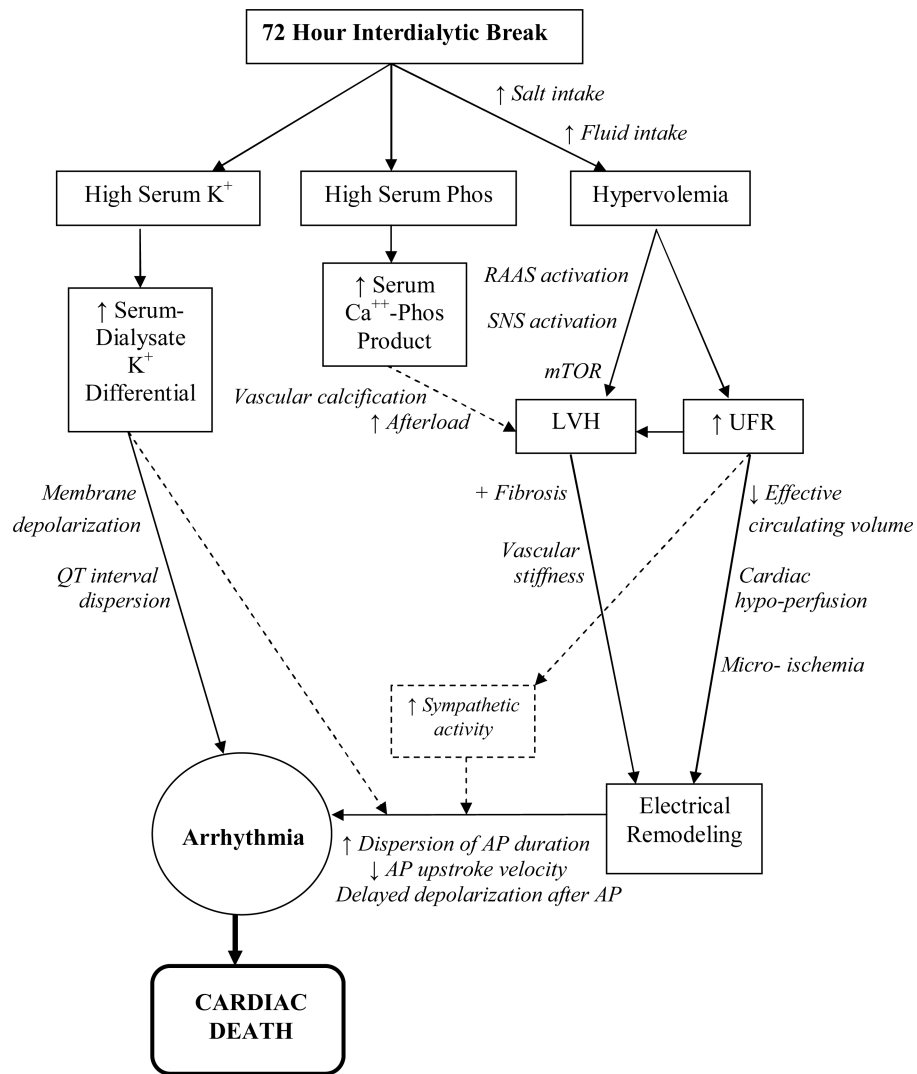 72 Hour Interdialytic Break
↑ Salt intake
↑ Fluid intake
High Serum K⁺
High Serum Phos
Hypervolemia
↑ Serum-
Dialysate
K⁺
Differential
↑ Serum
Ca⁺⁺-Phos
Product
RAAS activation
SNS activation
mTOR
Vascular calcification
↑ Afterload
LVH
↑ UFR
Membrane
depolarization
QT interval
dispersion
+ Fibrosis
Vascular
stiffness
↓ Effective
circulating volume
Cardiac
hypo-perfusion
Micro- ischemia
↑ Sympathetic
activity
Arrhythmia
Electrical
Remodeling
↑ Dispersion of AP duration
↓ AP upstroke velocity
Delayed depolarization after AP
CARDIAC
DEATH